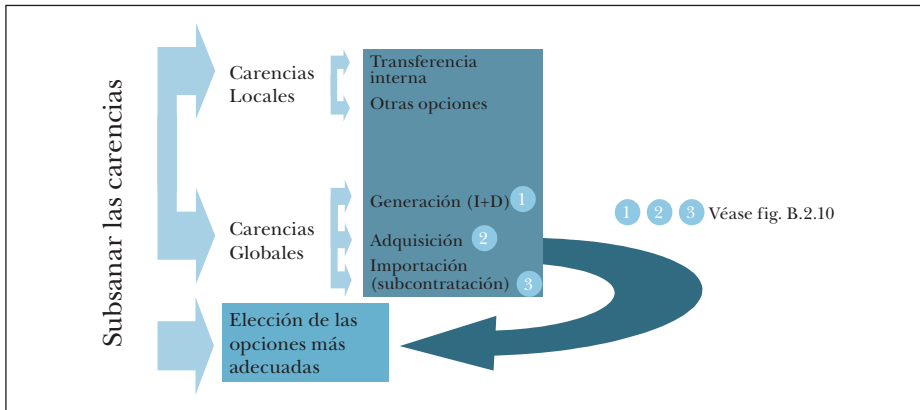 Subsanar las carencias
Carencias
Locales
Transferencia
interna
Otras opciones
Carencias
Globales
Generación (I+D) 1
Adquisición 2
Importación
(subcontratación) 3
1 2 3 Véase fig. B.2.10
Elección de las
opciones más
adecuadas